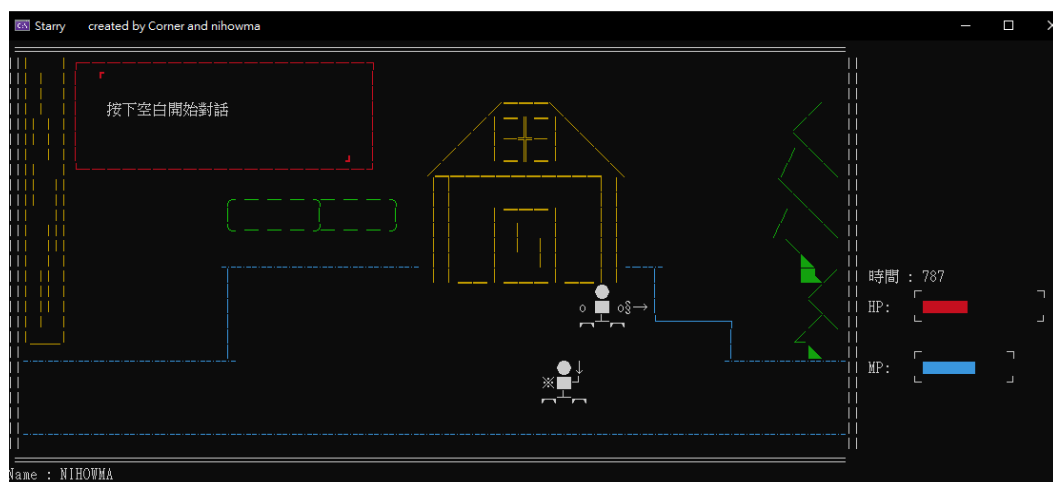 Starry created by Corner and nihowma
按下空白開始對話
時間 : 787
HP:
MP:
Name : NIHOWMA